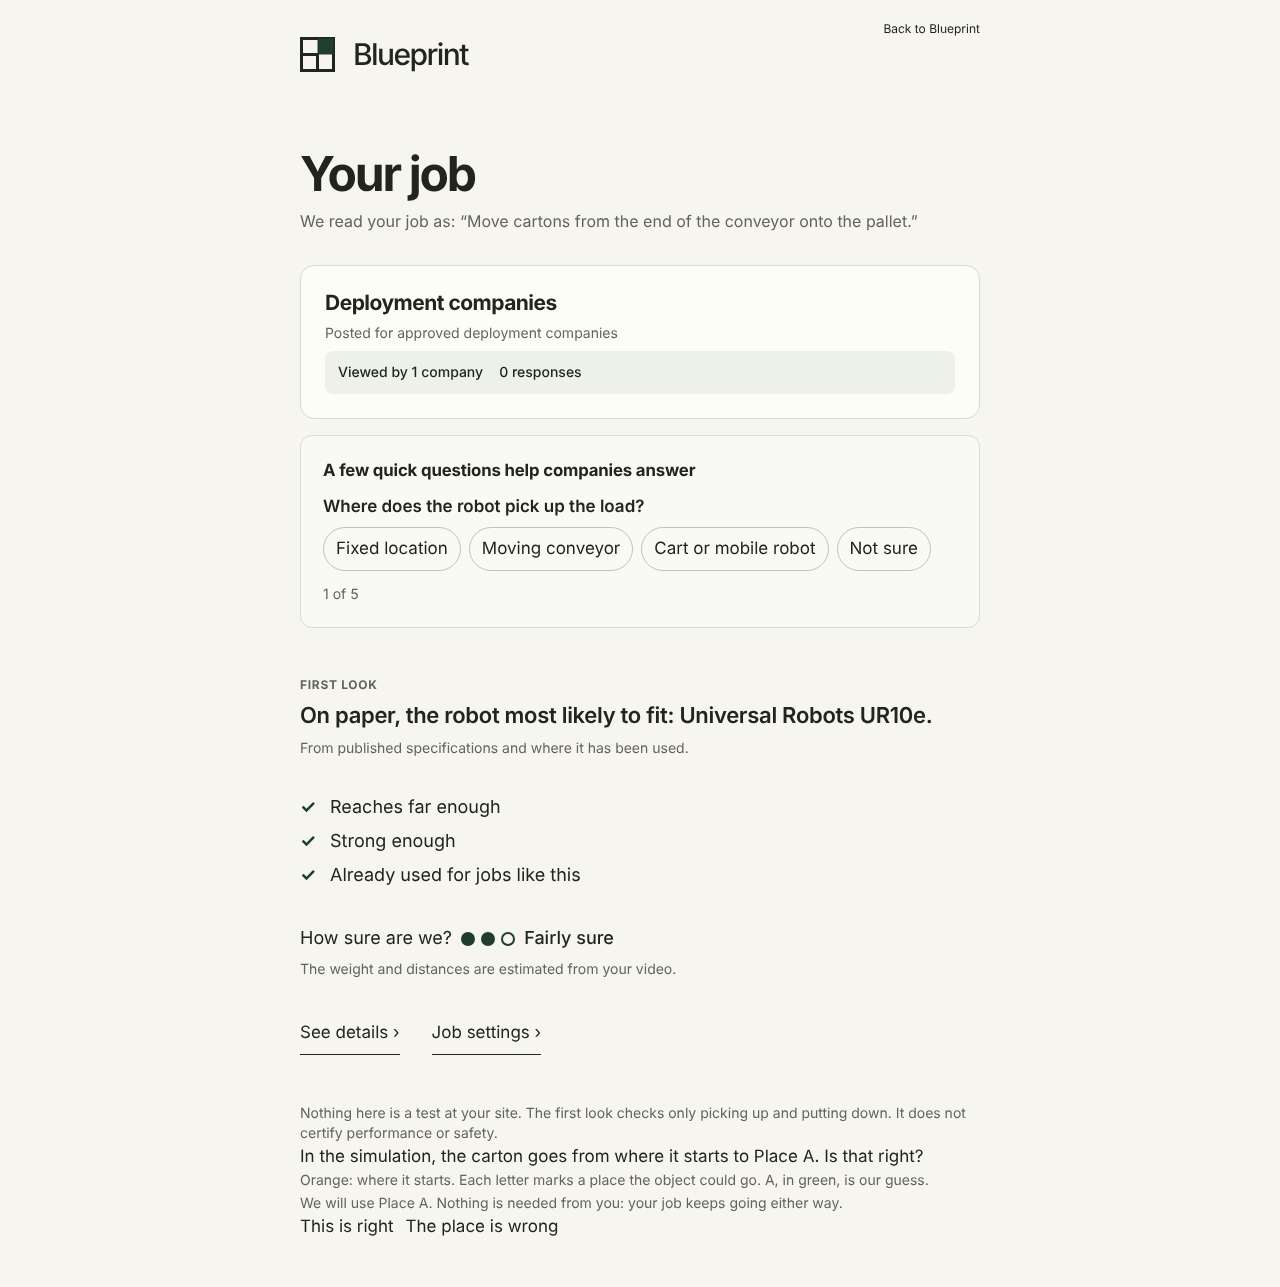 Back to Blueprint
Blueprint
Your job
We read your job as: “Move cartons from the end of the conveyor onto the pallet.”
Deployment companies
Posted for approved deployment companies
Viewed by 1 company 0 responses
A few quick questions help companies answer
Where does the robot pick up the load?
Fixed location Moving conveyor Cart or mobile robot Not sure
1 of 5
FIRST LOOK
On paper, the robot most likely to fit: Universal Robots UR10e.
From published specifications and where it has been used.
Reaches far enough
Strong enough
Already used for jobs like this
How sure are we? Fairly sure
The weight and distances are estimated from your video.
See details › Job settings ›
Nothing here is a test at your site. The first look checks only picking up and putting down. It does not
certify performance or safety.
In the simulation, the carton goes from where it starts to Place A. Is that right?
Orange: where it starts. Each letter marks a place the object could go. A, in green, is our guess.
We will use Place A. Nothing is needed from you: your job keeps going either way.
This is right The place is wrong